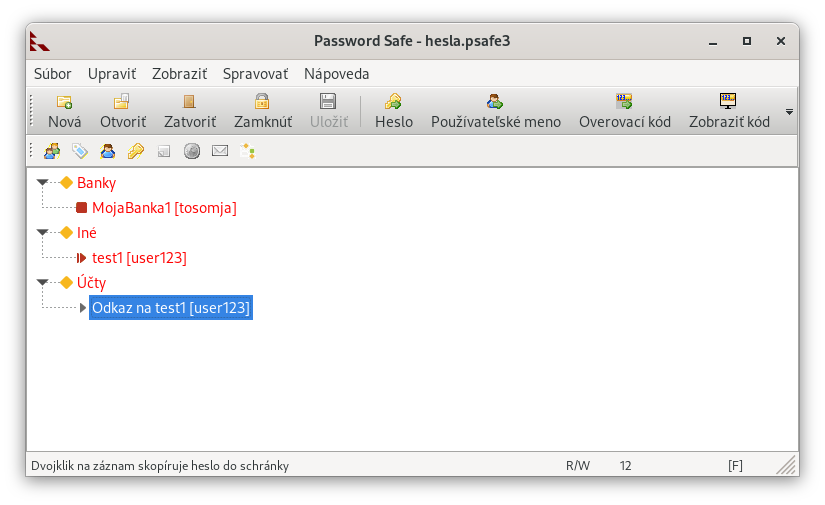 Password Safe - hesla.psafe3
Súbor Upraviť Zobraziť Spravovať Nápoveda
Nová Otvoriť Zatvoriť Zamknúť Uložiť Heslo Používateľské meno Overovací kód Zobraziť kód
Banky
MojaBanka1 [tosomja]
Iné
test1 [user123]
Účty
Odkaz na test1 [user123]
Dvojklik na záznam skopíruje heslo do schránky R/W 12 [F]